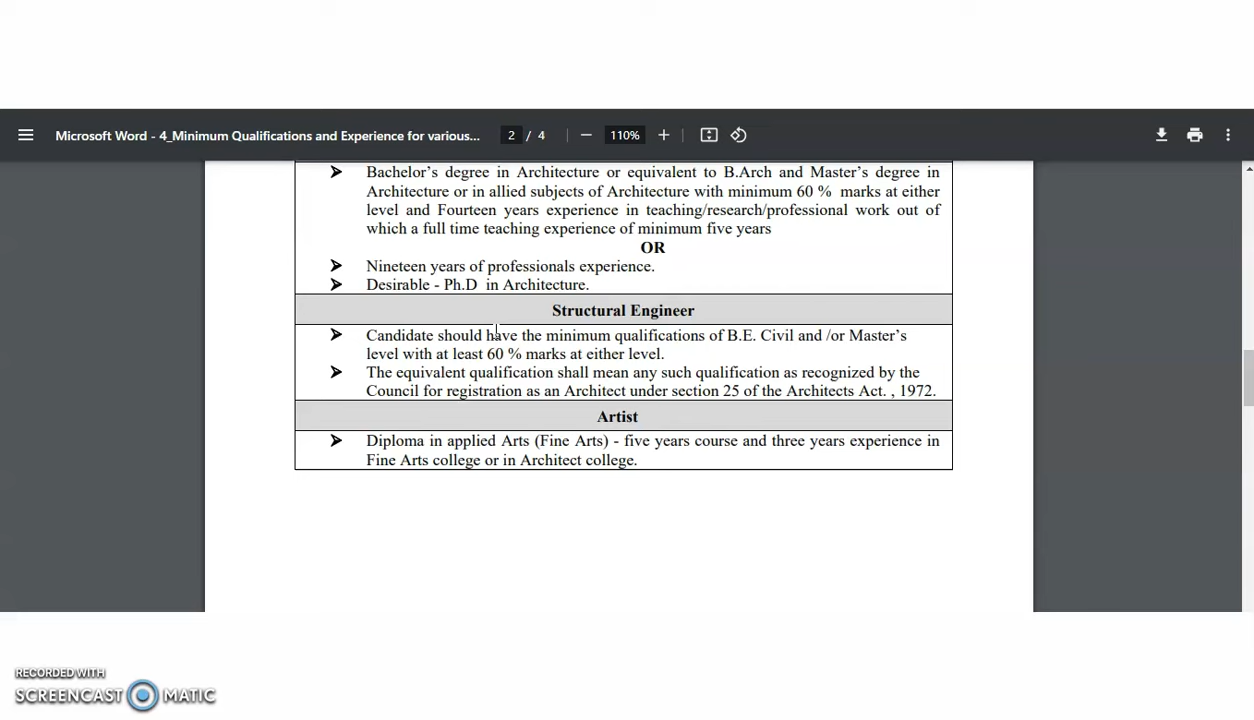 Microsoft Word - 4_Minimum Qualifications and Experience for various... 2 / 4 110%
➢ Bachelor's degree in Architecture or equivalent to B.Arch and Master's degree in
Architecture or in allied subjects of Architecture with minimum 60 % marks at either
level and Fourteen years experience in teaching/research/professional work out of
which a full time teaching experience of minimum five years
OR
➢ Nineteen years of professionals experience.
➢ Desirable - Ph.D in Architecture.
Structural Engineer
➢ Candidate should have the minimum qualifications of B.E. Civil and /or Master's
level with at least 60 % marks at either level.
➢ The equivalent qualification shall mean any such qualification as recognized by the
Council for registration as an Architect under section 25 of the Architects Act. , 1972.
Artist
➢ Diploma in applied Arts (Fine Arts) - five years course and three years experience in
Fine Arts college or in Architect college.
RECORDED WITH
SCREENCAST MATIC